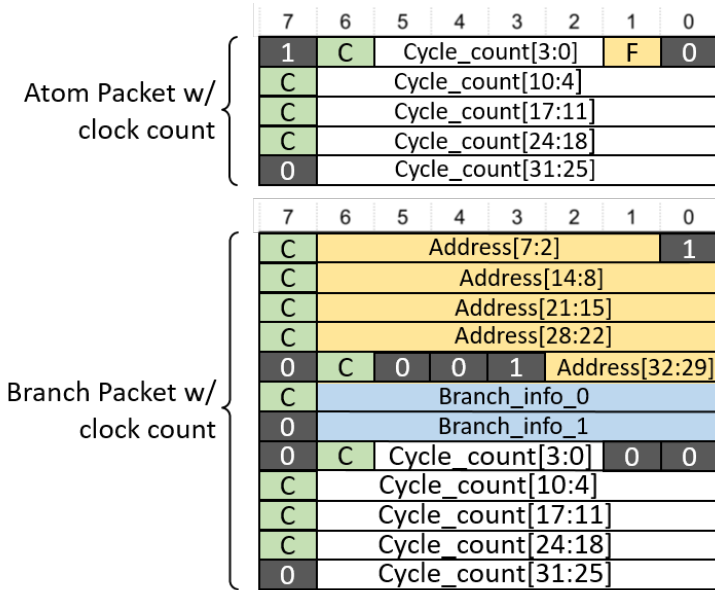 7 6 5 4 3 2 1 0
1 C Cycle_count[3:0] F 0
C Cycle_count[10:4]
Atom Packet w/
C Cycle_count[17:11]
clock count
C Cycle_count[24:18]
0 Cycle_count[31:25]
7 6 5 4 3 2 1 0
C Address[7:2] 1
C Address[14:8]
C Address[21:15]
C Address[28:22]
0 C 0 0 1 Address[32:29]
Branch Packet w/
C Branch_info_0
clock count
0 Branch_info_1
0 C Cycle_count[3:0] 0 0
C Cycle_count[10:4]
C Cycle_count[17:11]
C Cycle_count[24:18]
0 Cycle_count[31:25]